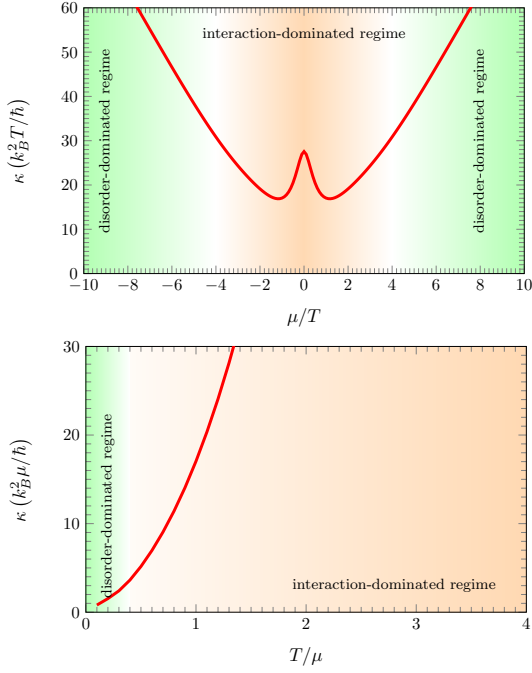 60
50
40
30
20
10
0
κ (k_B^2 T/ħ)
disorder-dominated regime
interaction-dominated regime
disorder-dominated regime
−10 −8 −6 −4 −2 0 2 4 6 8 10
μ/T
30
20
10
0
κ (k_B^2 μ/ħ)
disorder-dominated regime
interaction-dominated regime
0 1 2 3 4
T/μ